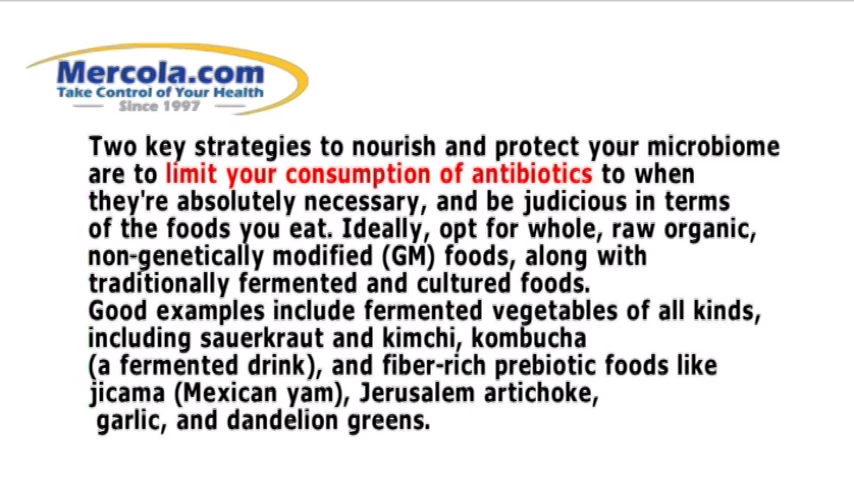 Mercola.com
Take Control of Your Health
Since 1997
Two key strategies to nourish and protect your microbiome
are to limit your consumption of antibiotics to when
they're absolutely necessary, and be judicious in terms
of the foods you eat. Ideally, opt for whole, raw organic,
non-genetically modified (GM) foods, along with
traditionally fermented and cultured foods.
Good examples include fermented vegetables of all kinds,
including sauerkraut and kimchi, kombucha
(a fermented drink), and fiber-rich prebiotic foods like
jicama (Mexican yam), Jerusalem artichoke,
garlic, and dandelion greens.